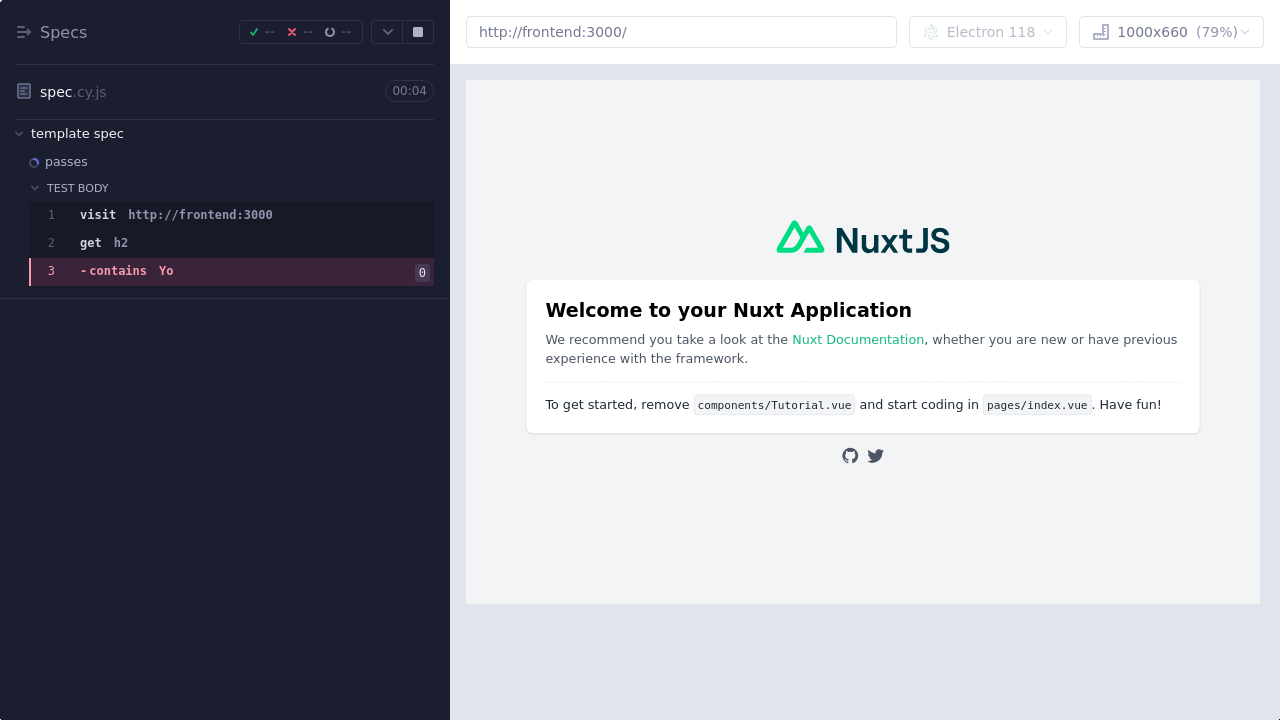 Specs
-- -- --
spec.cy.js
00:04
template spec
passes
TEST BODY
1 visit http://frontend:3000
2 get h2
3 -contains Yo 0
http://frontend:3000/
Electron 118
1000x660 (79%)
NuxtJS
Welcome to your Nuxt Application
We recommend you take a look at the Nuxt Documentation, whether you are new or have previous
experience with the framework.
To get started, remove components/Tutorial.vue and start coding in pages/index.vue. Have fun!